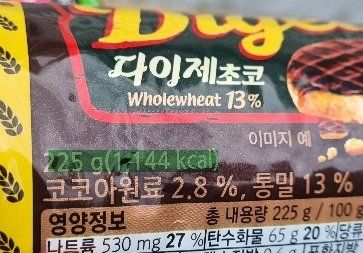 다이제초코
Wholewheat 13%
이미지 예
225 g(1,144 kcal)
코코아원료 2.8 %, 통밀 13 %
영양정보 총 내용량 225 g / 100 g
나트륨 530 mg 27 % 탄수화물 65 g 20 % 당류